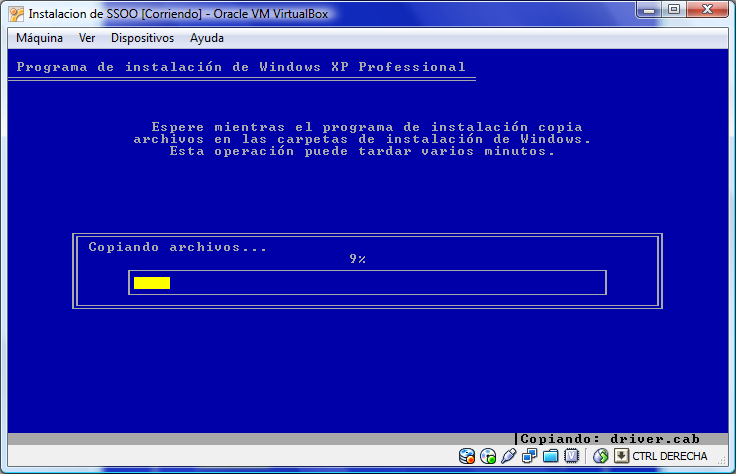 Instalacion de SSOO [Corriendo] - Oracle VM VirtualBox
Máquina Ver Dispositivos Ayuda
Programa de instalación de Windows XP Professional
Espere mientras el programa de instalación copia
archivos en las carpetas de instalación de Windows.
Esta operación puede tardar varios minutos.
Copiando archivos...
9%
Copiando: driver.cab
CTRL DERECHA